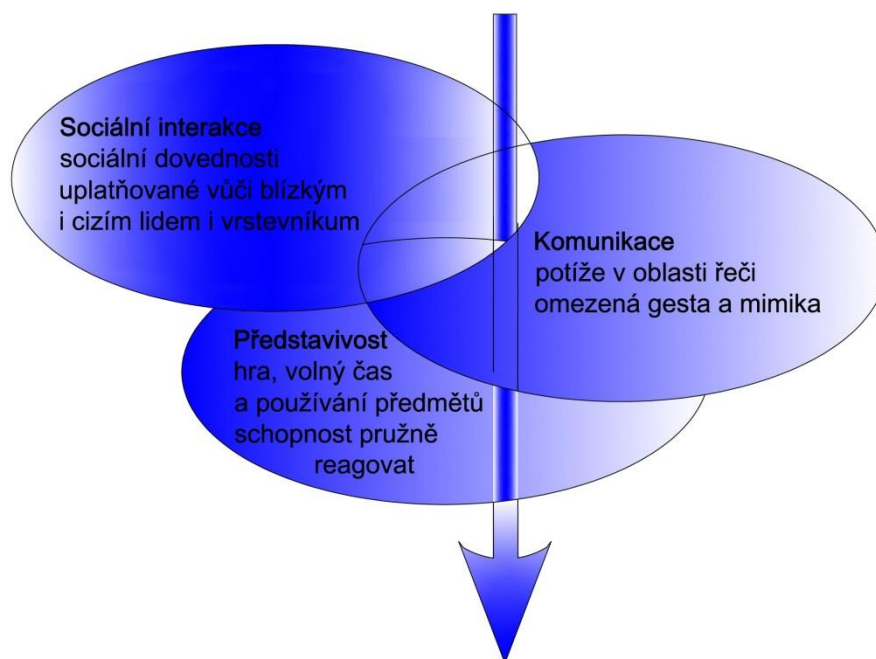 Sociální interakce
sociální dovednosti
uplatňované vůči blízkým
i cizím lidem i vrstevníkum
Komunikace
potíže v oblasti řeči
omezená gesta a mimika
Představivost
hra, volný čas
a používání předmětů
schopnost pružně
reagovat